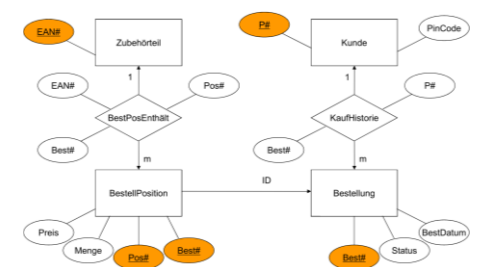 EAN#
Zubehörteil
P#
Kunde
PinCode
1
1
EAN#
Pos#
P#
BestPosEnthält
KaufHistorie
Best#
Best#
m
m
BestellPosition
ID
Bestellung
Preis
BestDatum
Menge
Pos#
Best#
Best#
Status